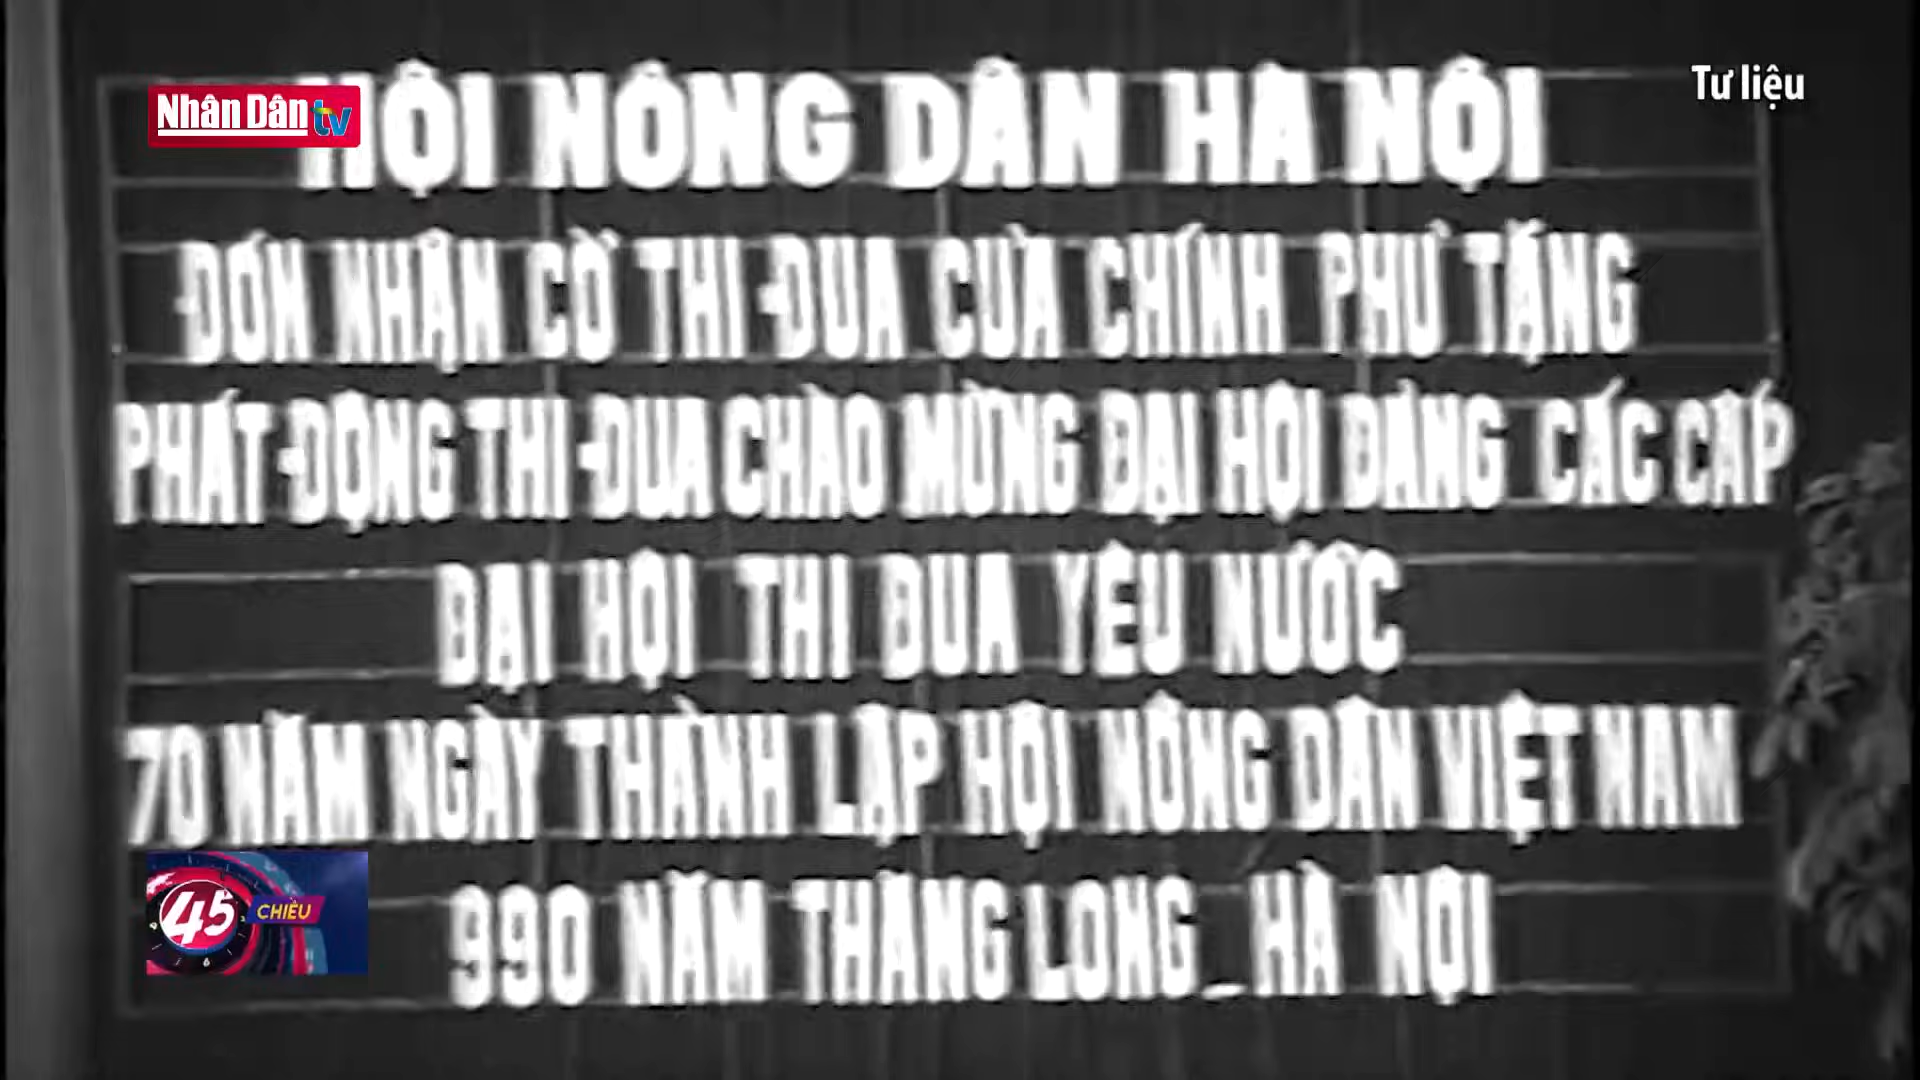 Nhân Dân tv
Tư liệu
HỘI NÔNG DÂN HÀ NỘI
ĐÓN NHẬN CỜ THI ĐUA CỦA CHÍNH PHỦ TẶNG
PHÁT ĐỘNG THI ĐUA CHÀO MỪNG ĐẠI HỘI ĐẢNG CÁC CẤP
ĐẠI HỘI THI ĐUA YÊU NƯỚC
70 NĂM NGÀY THÀNH LẬP HỘI NÔNG DÂN VIỆT NAM
990 NĂM THĂNG LONG_HÀ NỘI
45 CHIỀU